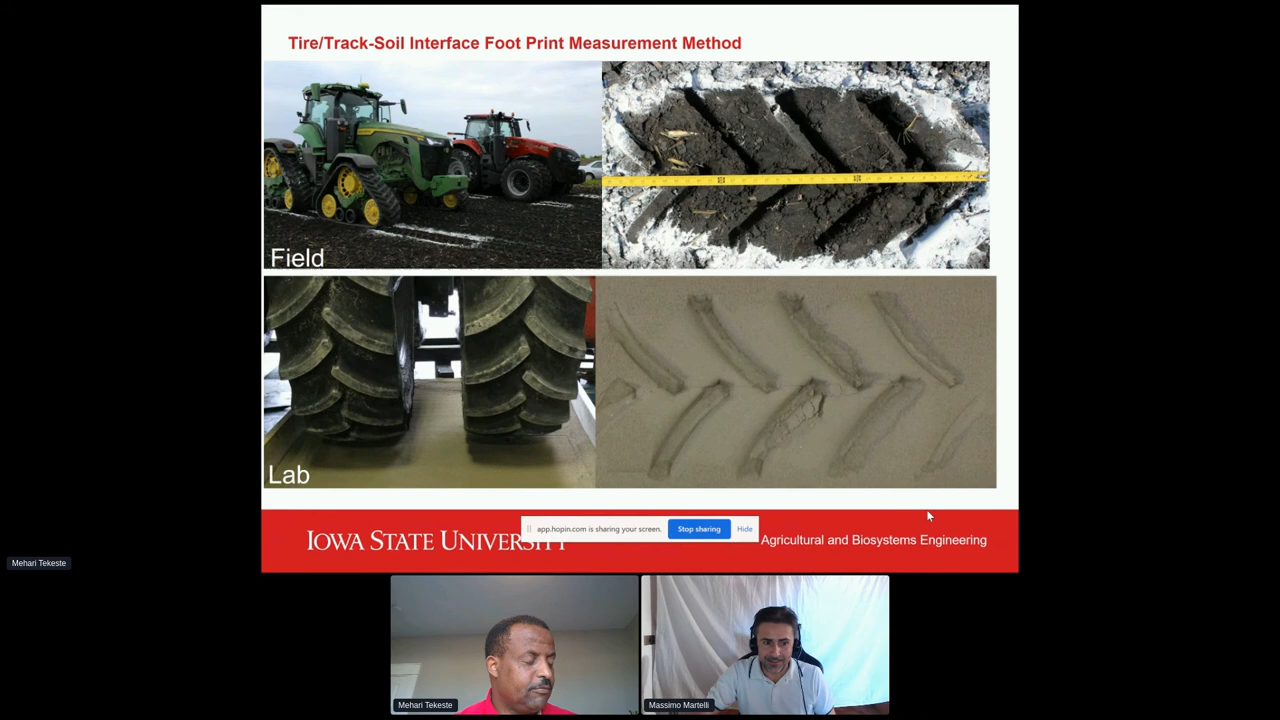 Tire/Track-Soil Interface Foot Print Measurement Method
Field
Lab
app.hopin.com is sharing your screen.
Stop sharing
Hide
IOWA STATE UNIVERSITY
Agricultural and Biosystems Engineering
Mehari Tekeste
Mehari Tekeste
Massimo Martelli